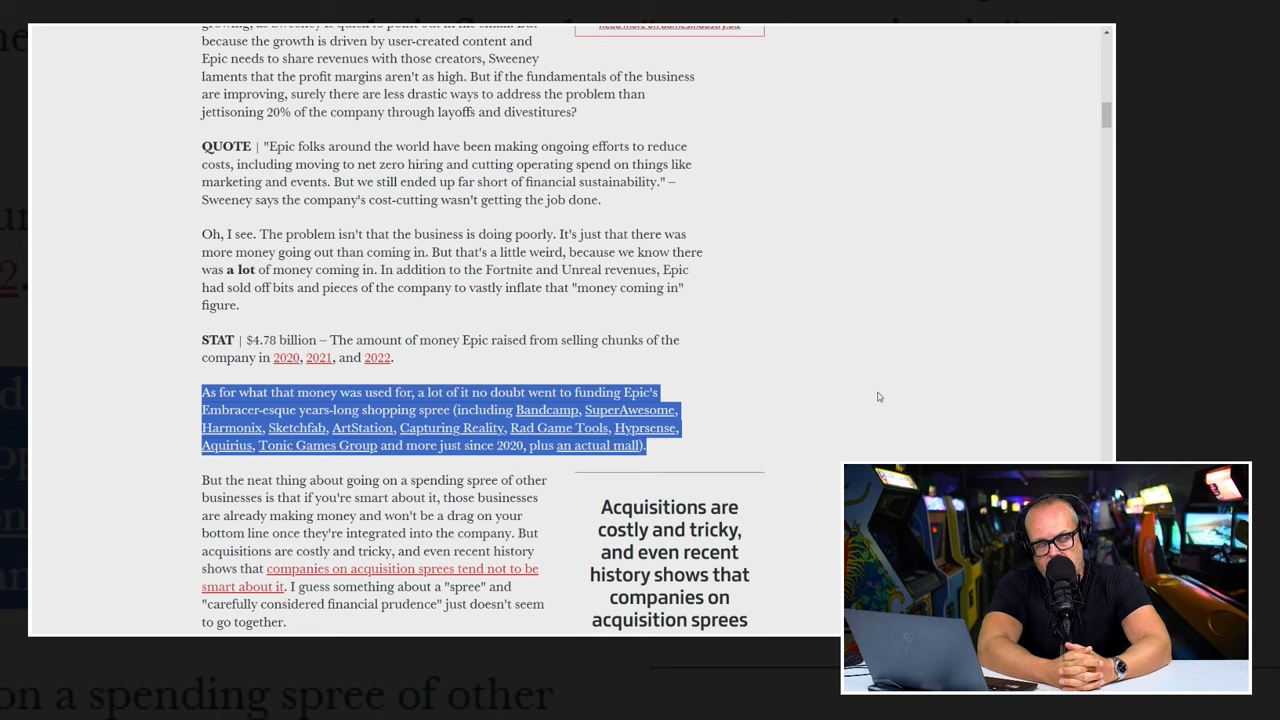 because the growth is driven by user-created content and
Epic needs to share revenues with those creators, Sweeney
laments that the profit margins aren't as high. But if the fundamentals of the business
are improving, surely there are less drastic ways to address the problem than
jettisoning 20% of the company through layoffs and divestitures?
QUOTE | "Epic folks around the world have been making ongoing efforts to reduce
costs, including moving to net zero hiring and cutting operating spend on things like
marketing and events. But we still ended up far short of financial sustainability." –
Sweeney says the company's cost-cutting wasn't getting the job done.
Oh, I see. The problem isn't that the business is doing poorly. It's just that there was
more money going out than coming in. But that's a little weird, because we know there
was a lot of money coming in. In addition to the Fortnite and Unreal revenues, Epic
had sold off bits and pieces of the company to vastly inflate that "money coming in"
figure.
STAT | $4.78 billion – The amount of money Epic raised from selling chunks of the
company in 2020, 2021, and 2022.
As for what that money was used for, a lot of it no doubt went to funding Epic's
Embracer-esque years-long shopping spree (including Bandcamp, SuperAwesome,
Harmonix, Sketchfab, ArtStation, Capturing Reality, Rad Game Tools, Hyprsense,
Aquirius, Tonic Games Group and more just since 2020, plus an actual mall).
But the neat thing about going on a spending spree of other
businesses is that if you're smart about it, those businesses
are already making money and won't be a drag on your
bottom line once they're integrated into the company. But
acquisitions are costly and tricky, and even recent history
shows that companies on acquisition sprees tend not to be
smart about it. I guess something about a "spree" and
"carefully considered financial prudence" just doesn't seem
to go together.
Acquisitions are
costly and tricky,
and even recent
history shows that
companies on
acquisition sprees
on a spending spree of other